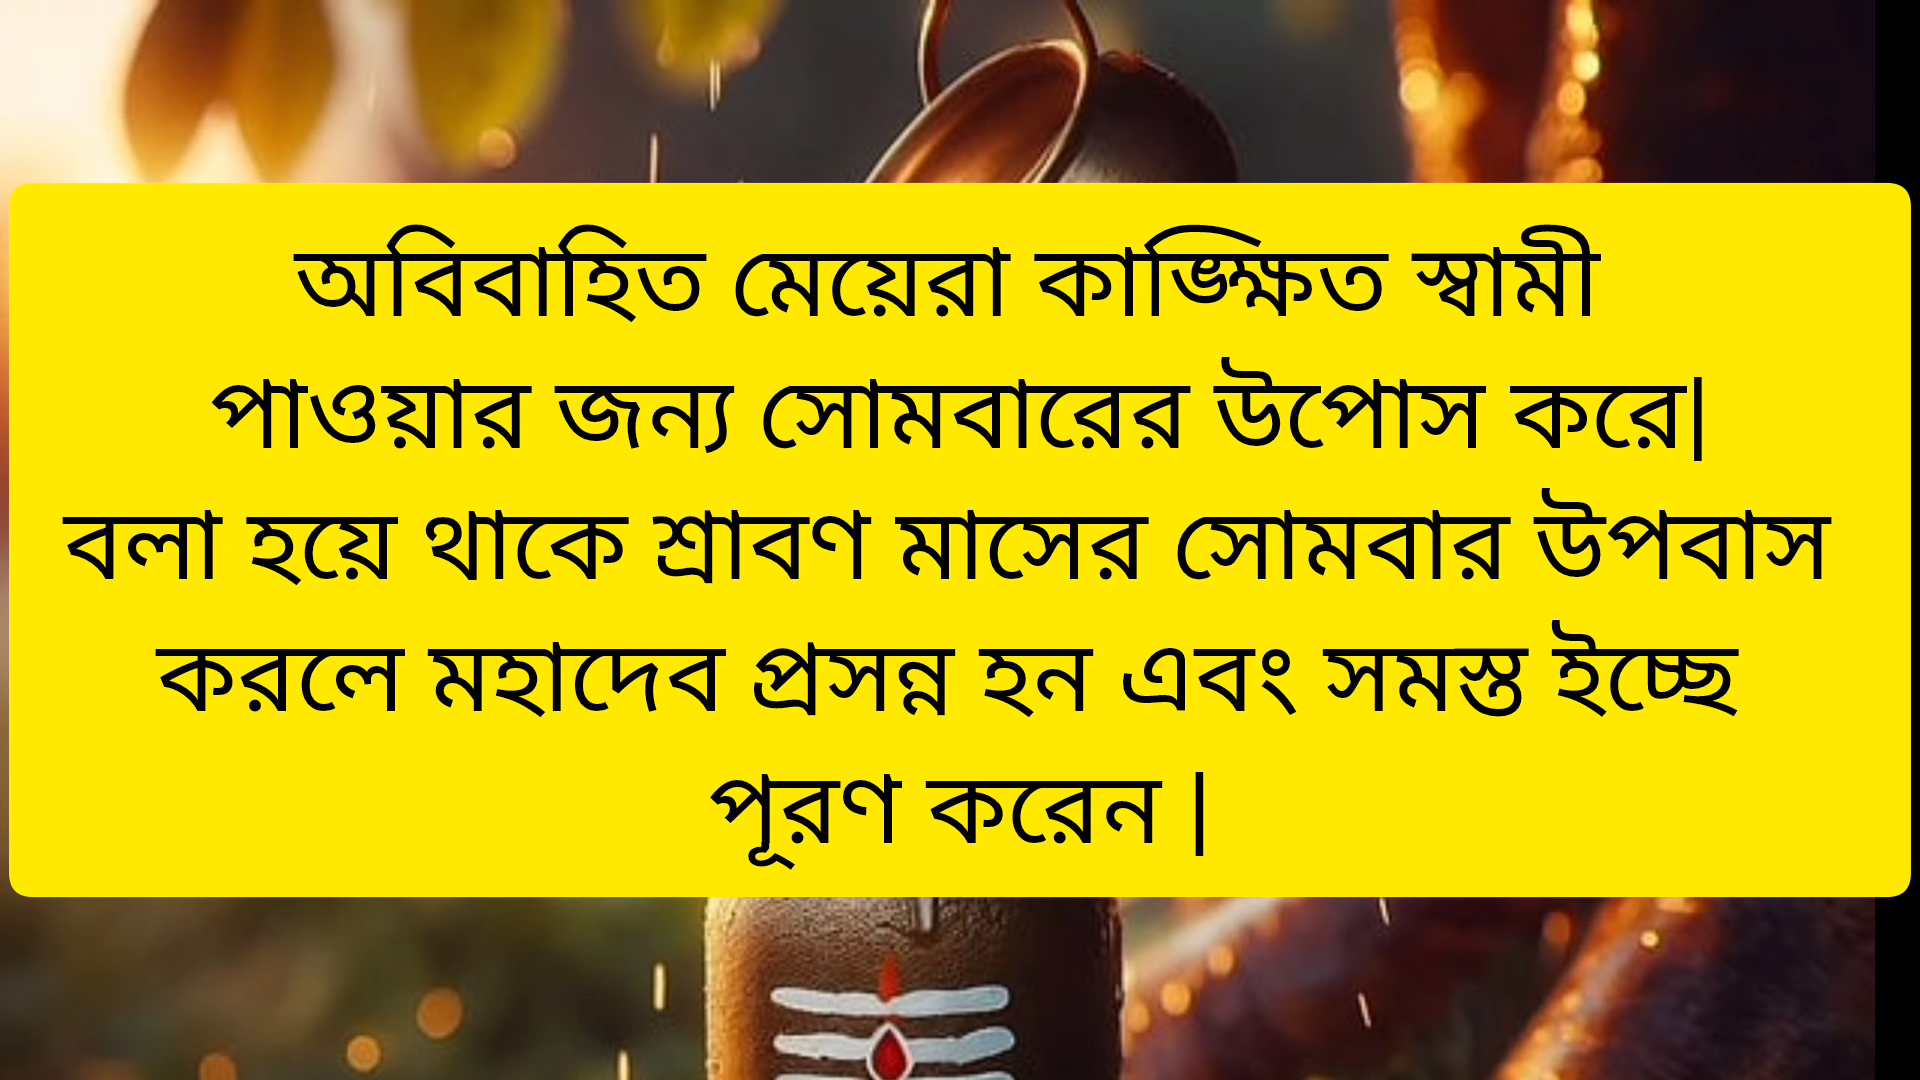 অবিবাহিত মেয়েরা কাঙ্ক্ষিত স্বামী
পাওয়ার জন্য সোমবারের উপোস করে|
বলা হয়ে থাকে শ্রাবণ মাসের সোমবার উপবাস
করলে মহাদেব প্রসন্ন হন এবং সমস্ত ইচ্ছে
পূরণ করেন |